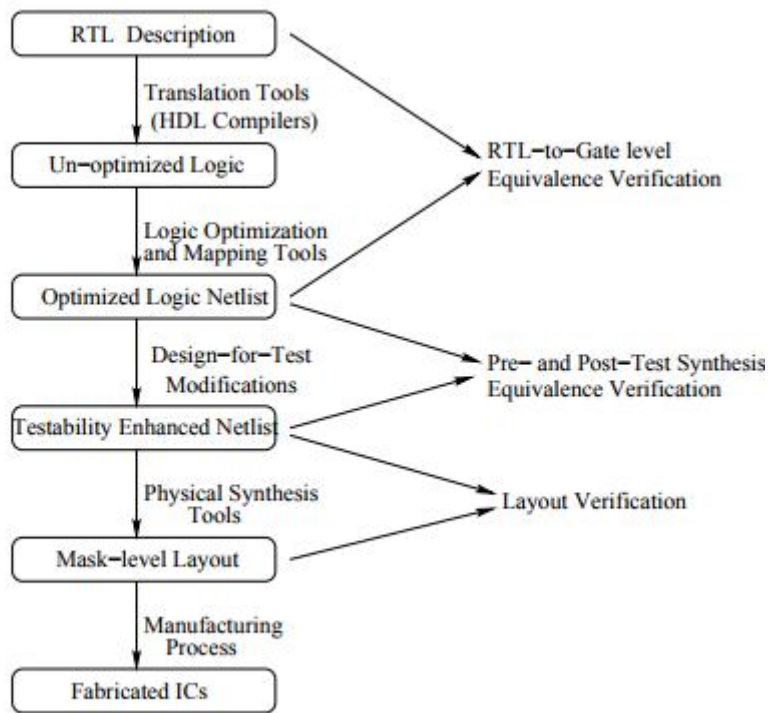 RTL Description
Translation Tools
(HDL Compilers)
Un-optimized Logic
RTL-to-Gate level
Equivalence Verification
Logic Optimization
and Mapping Tools
Optimized Logic Netlist
Design-for-Test
Modifications
Pre- and Post-Test Synthesis
Equivalence Verification
Testability Enhanced Netlist
Physical Synthesis
Tools
Layout Verification
Mask-level Layout
Manufacturing
Process
Fabricated ICs